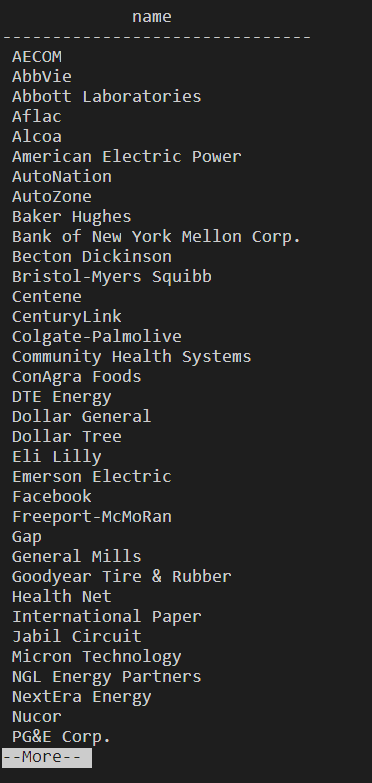 name
-------------------------------
AECOM
AbbVie
Abbott Laboratories
Aflac
Alcoa
American Electric Power
AutoNation
AutoZone
Baker Hughes
Bank of New York Mellon Corp.
Becton Dickinson
Bristol-Myers Squibb
Centene
CenturyLink
Colgate-Palmolive
Community Health Systems
ConAgra Foods
DTE Energy
Dollar General
Dollar Tree
Eli Lilly
Emerson Electric
Facebook
Freeport-McMoRan
Gap
General Mills
Goodyear Tire & Rubber
Health Net
International Paper
Jabil Circuit
Micron Technology
NGL Energy Partners
NextEra Energy
Nucor
PG&E Corp.
--More--